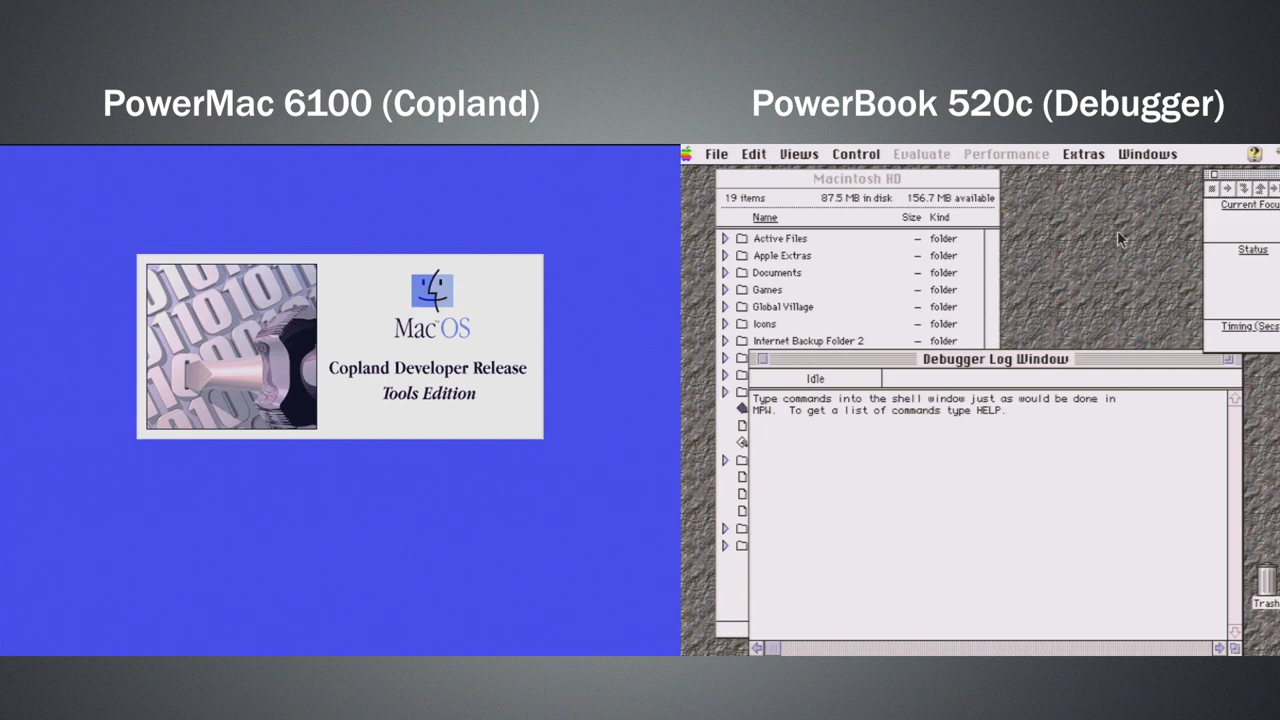 PowerMac 6100 (Copland)
PowerBook 520c (Debugger)
Mac OS
Copland Developer Release
Tools Edition
File Edit Views Control Evaluate Performance Extras Windows
Macintosh HD
19 items 87.5 MB in disk 156.7 MB available
Name Size Kind
Active Files – folder
Apple Extras – folder
Documents – folder
Games – folder
Global Village – folder
Icons – folder
Internet Backup Folder 2 – folder
Current Focu
Status
Timing (Secs
Debugger Log Window
Idle
Type commands into the shell window just as would be done in
MPW. To get a list of commands type HELP.
Trash